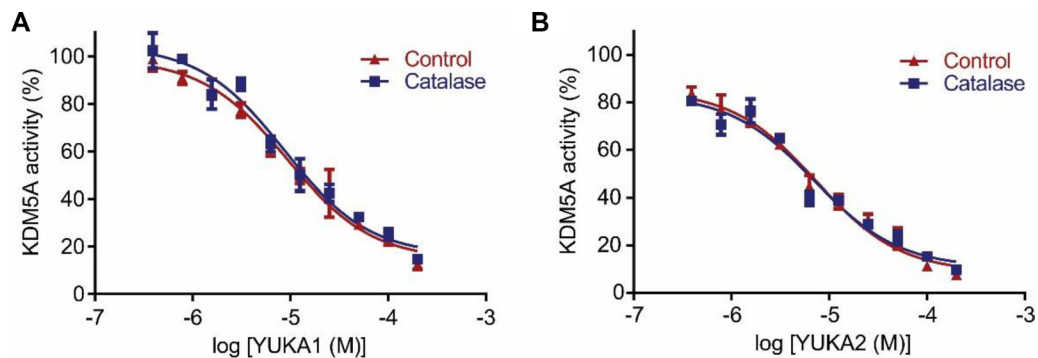 A
KDM5A activity (%)
100
80
60
40
20
0
-7
-6
-5
-4
-3
log [YUKA1 (M)]
Control
Catalase
B
KDM5A activity (%)
100
80
60
40
20
0
-7
-6
-5
-4
-3
log [YUKA2 (M)]
Control
Catalase